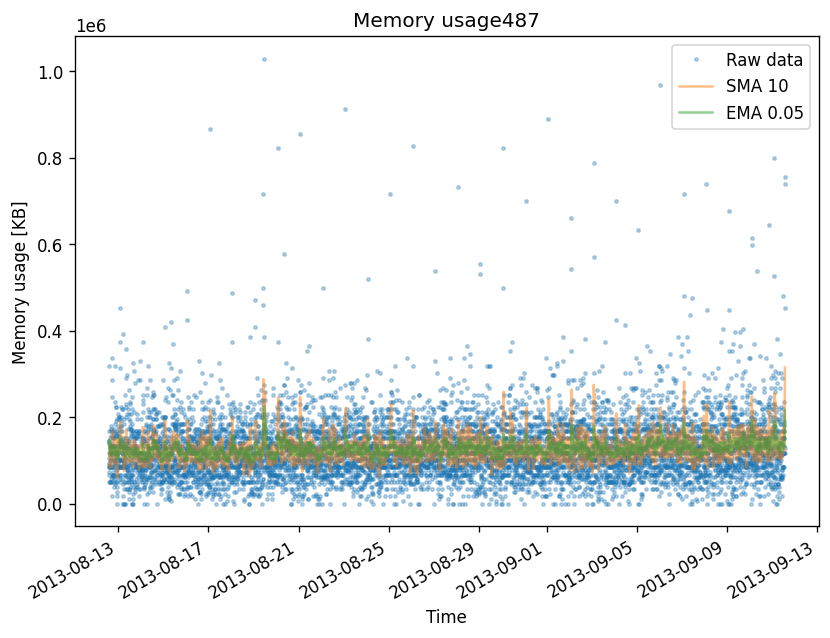 Memory usage487
1e6
Raw data
SMA 10
EMA 0.05
1.0
0.8
0.6
0.4
0.2
0.0
Memory usage [KB]
2013-08-13
2013-08-17
2013-08-21
2013-08-25
2013-08-29
2013-09-01
2013-09-05
2013-09-09
2013-09-13
Time